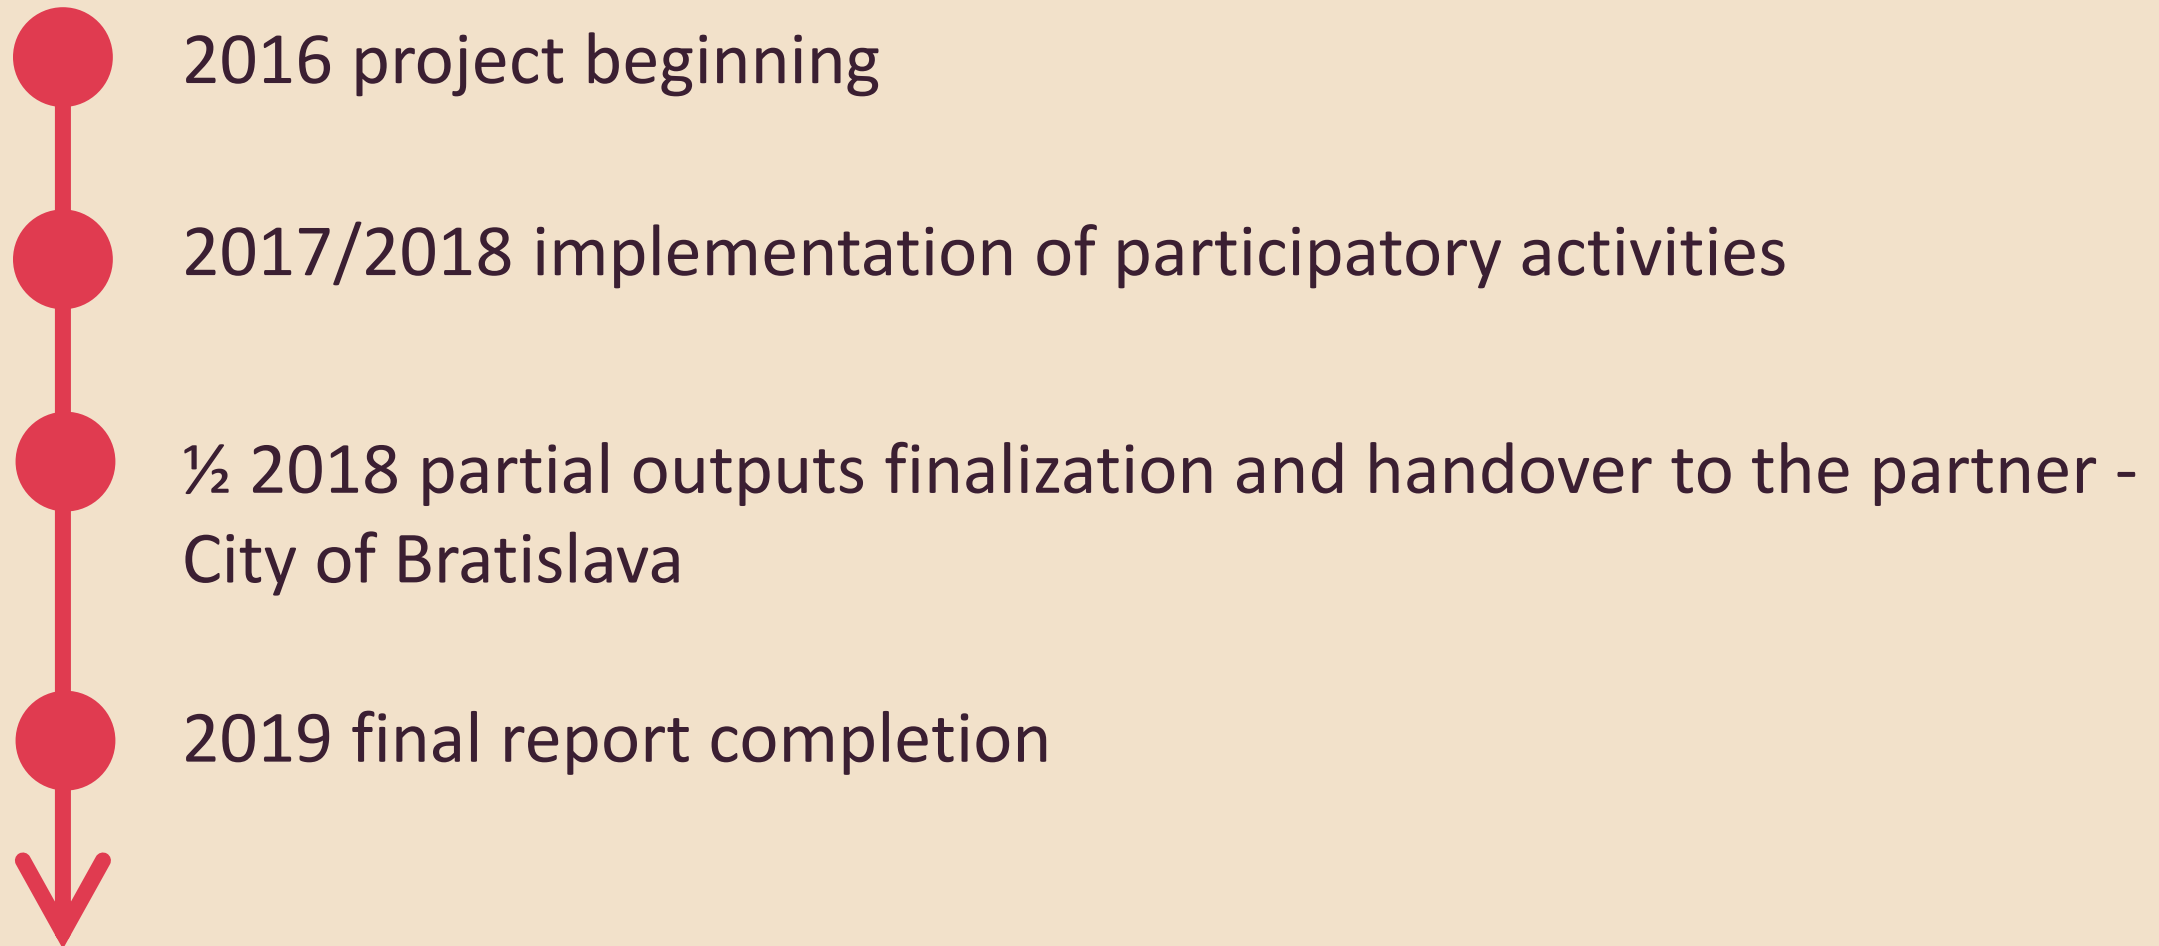 2016 project beginning
2017/2018 implementation of participatory activities
½ 2018 partial outputs finalization and handover to the partner -
City of Bratislava
2019 final report completion